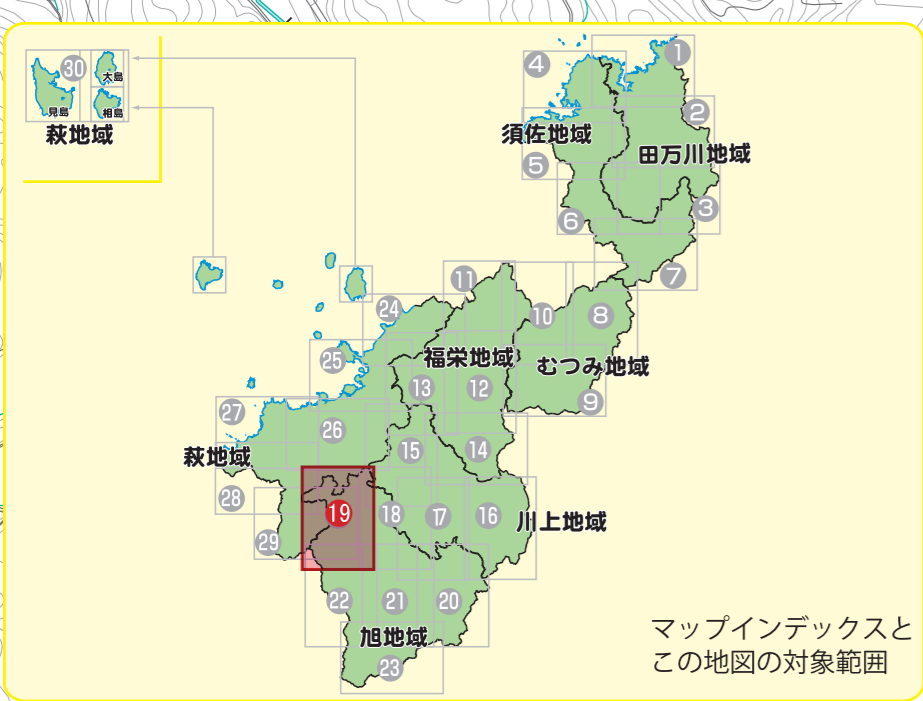 30
大島
見島
相島
萩地域
1
4
2
須佐地域
田万川地域
5
3
6
7
11
24
10
8
福栄地域
むつみ地域
25
13
12
9
27
26
15
14
萩地域
28
19
18
17
16
川上地域
29
22
21
20
旭地域
23
マップインデックスと
この地図の対象範囲